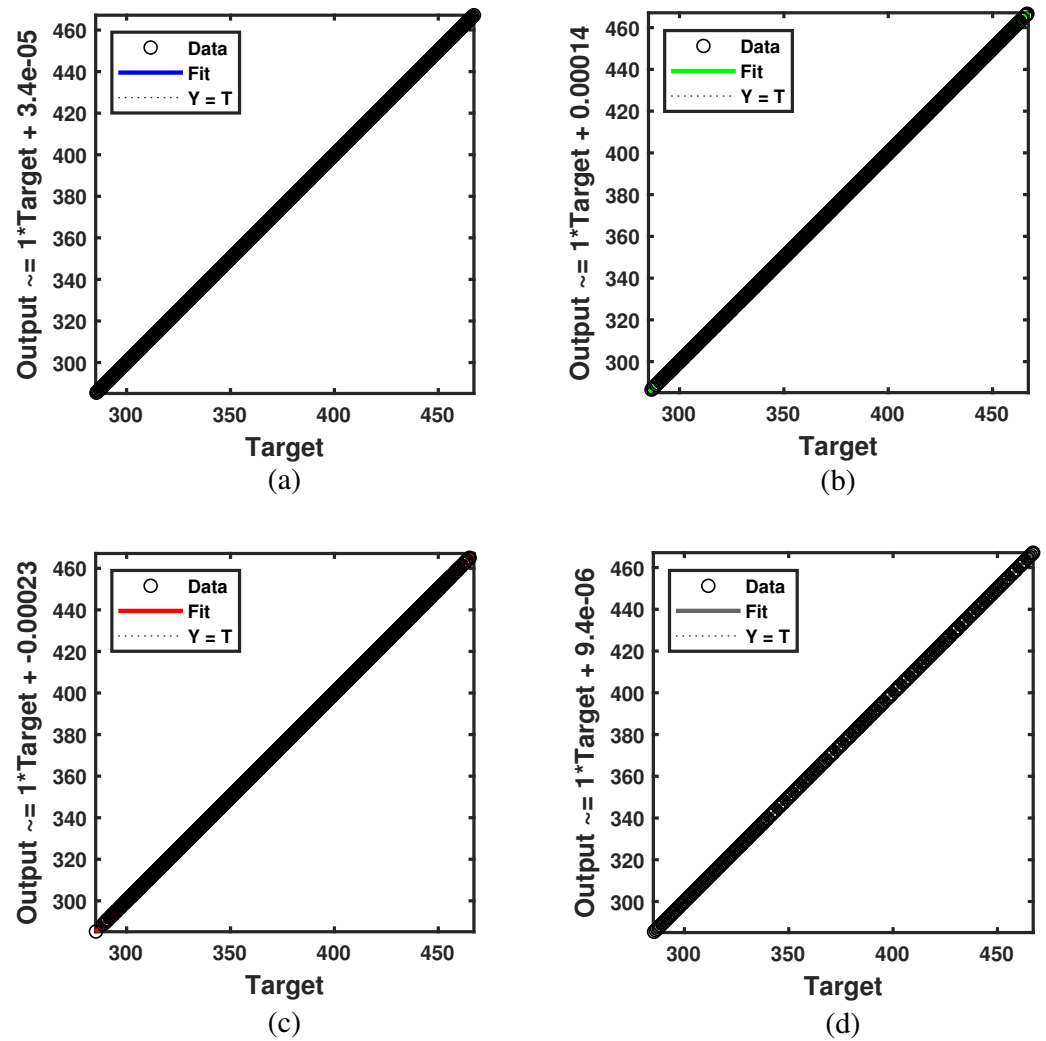 Output ~= 1*Target + 3.4e-05
460
440
420
400
380
360
340
320
300
Data
Fit
Y = T
300 350 400 450
Target
(a)
Output ~= 1*Target + 0.00014
460
440
420
400
380
360
340
320
300
Data
Fit
Y = T
300 350 400 450
Target
(b)
Output ~= 1*Target + -0.00023
460
440
420
400
380
360
340
320
300
Data
Fit
Y = T
300 350 400 450
Target
(c)
Output ~= 1*Target + 9.4e-06
460
440
420
400
380
360
340
320
300
Data
Fit
Y = T
300 350 400 450
Target
(d)